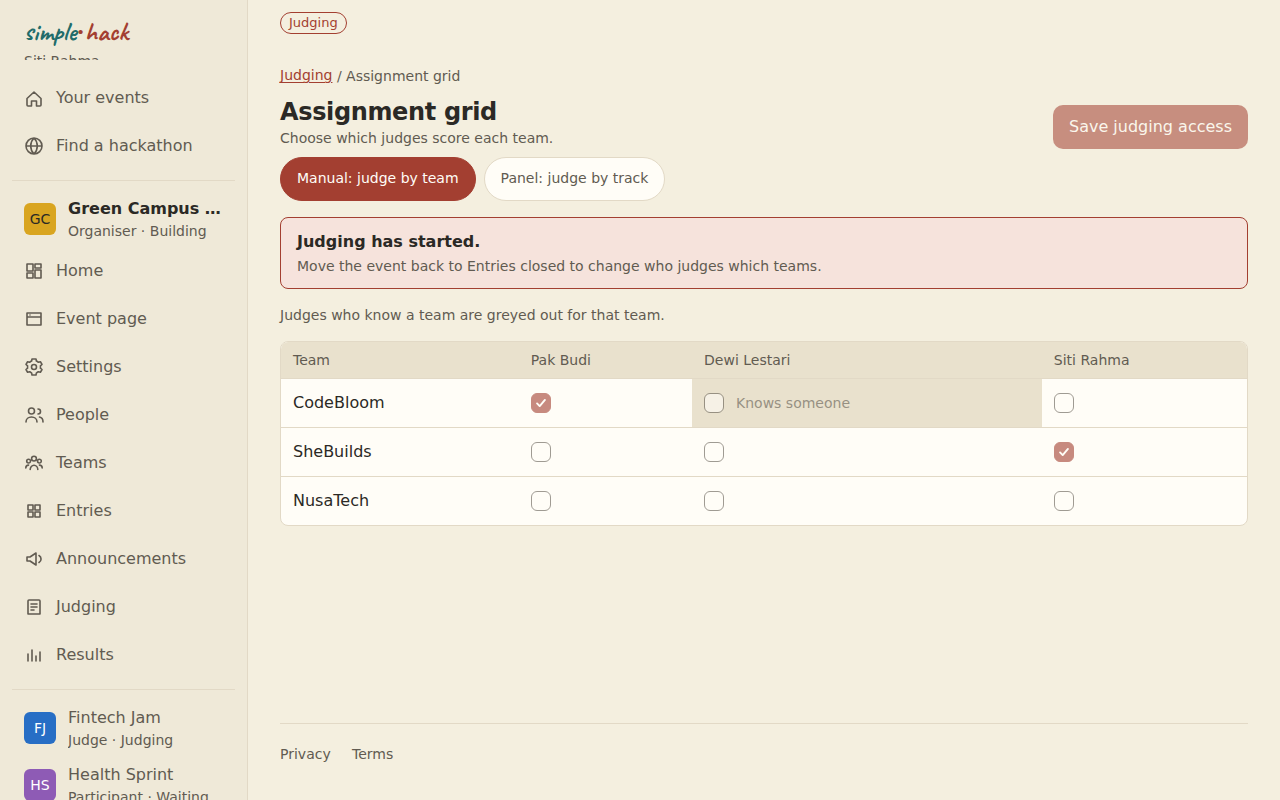 simple·hack
Siti Rahma
Your events
Find a hackathon
GC
Green Campus ...
Organiser · Building
Home
Event page
Settings
People
Teams
Entries
Announcements
Judging
Results
FJ
Fintech Jam
Judge · Judging
HS
Health Sprint
Participant · Waiting
Judging
Judging / Assignment grid
Assignment grid
Choose which judges score each team.
Save judging access
Manual: judge by team
Panel: judge by track
Judging has started.
Move the event back to Entries closed to change who judges which teams.
Judges who know a team are greyed out for that team.
Team Pak Budi Dewi Lestari Siti Rahma
CodeBloom Knows someone
SheBuilds
NusaTech
Privacy Terms